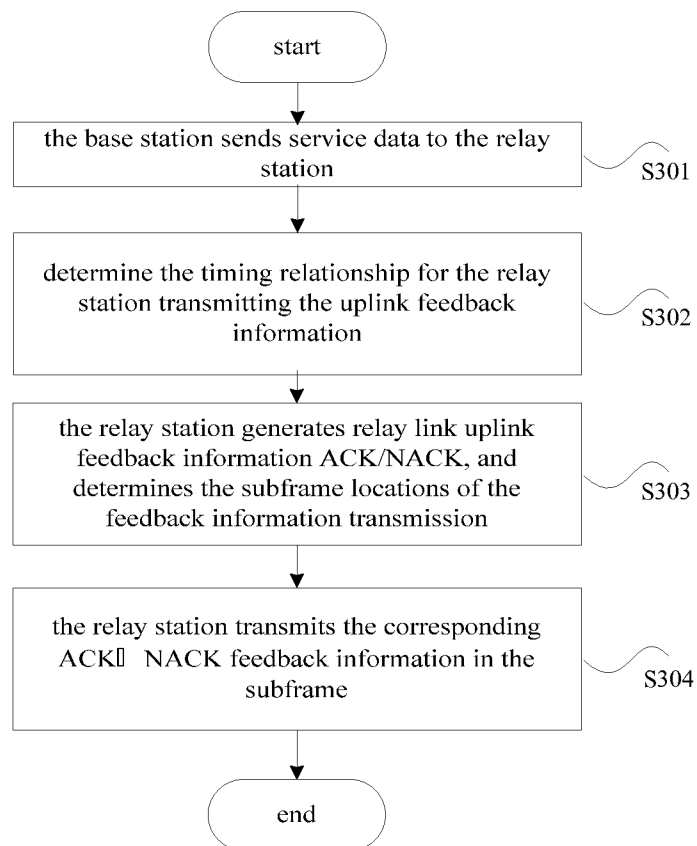 start
the base station sends service data to the relay
station
S301
determine the timing relationship for the relay
station transmitting the uplink feedback
information
S302
the relay station generates relay link uplink
feedback information ACK/NACK, and
determines the subframe locations of the
feedback information transmission
S303
the relay station transmits the corresponding
ACK▯ NACK feedback information in the
subframe
S304
end